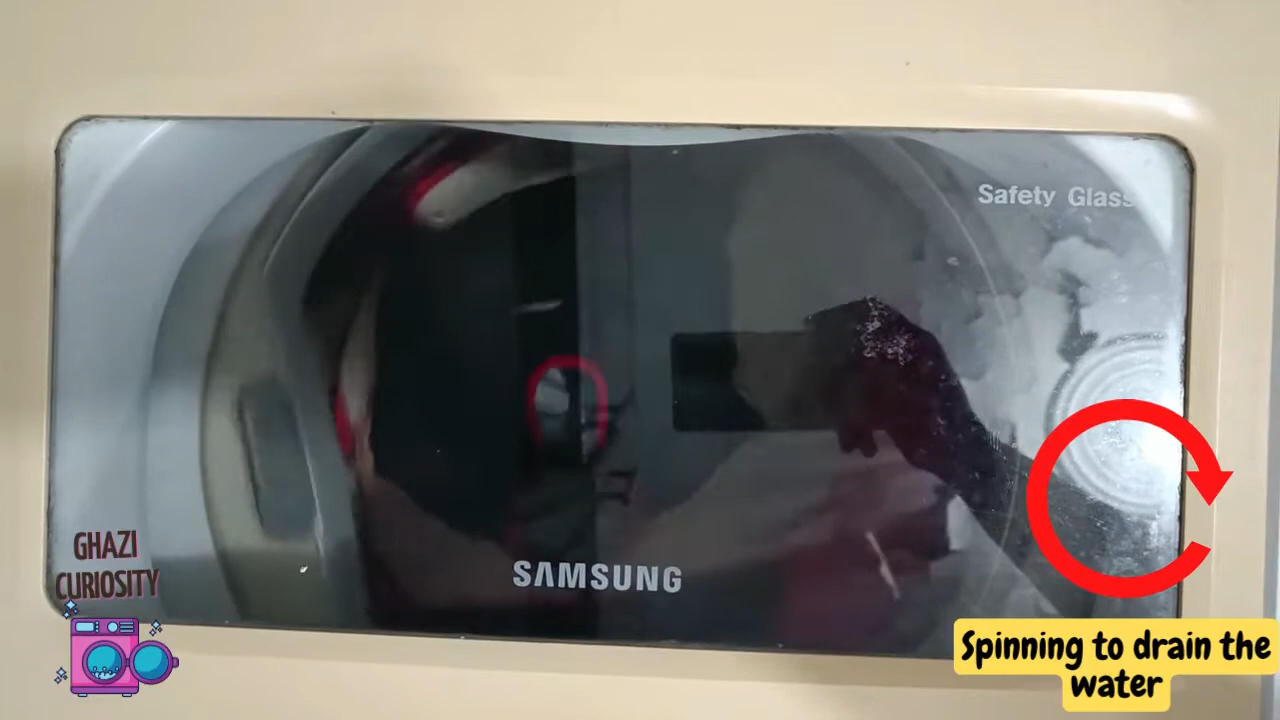 Safety Glass
GHAZI
CURIOSITY
SAMSUNG
Spinning to drain the
water